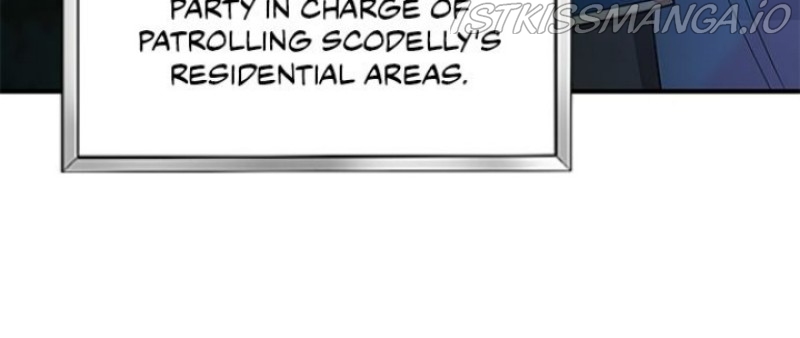 PARTY IN CHARGE OF
PATROLLING SCODELLY'S
RESIDENTIAL AREAS.
ISTKISSMANGA.iO